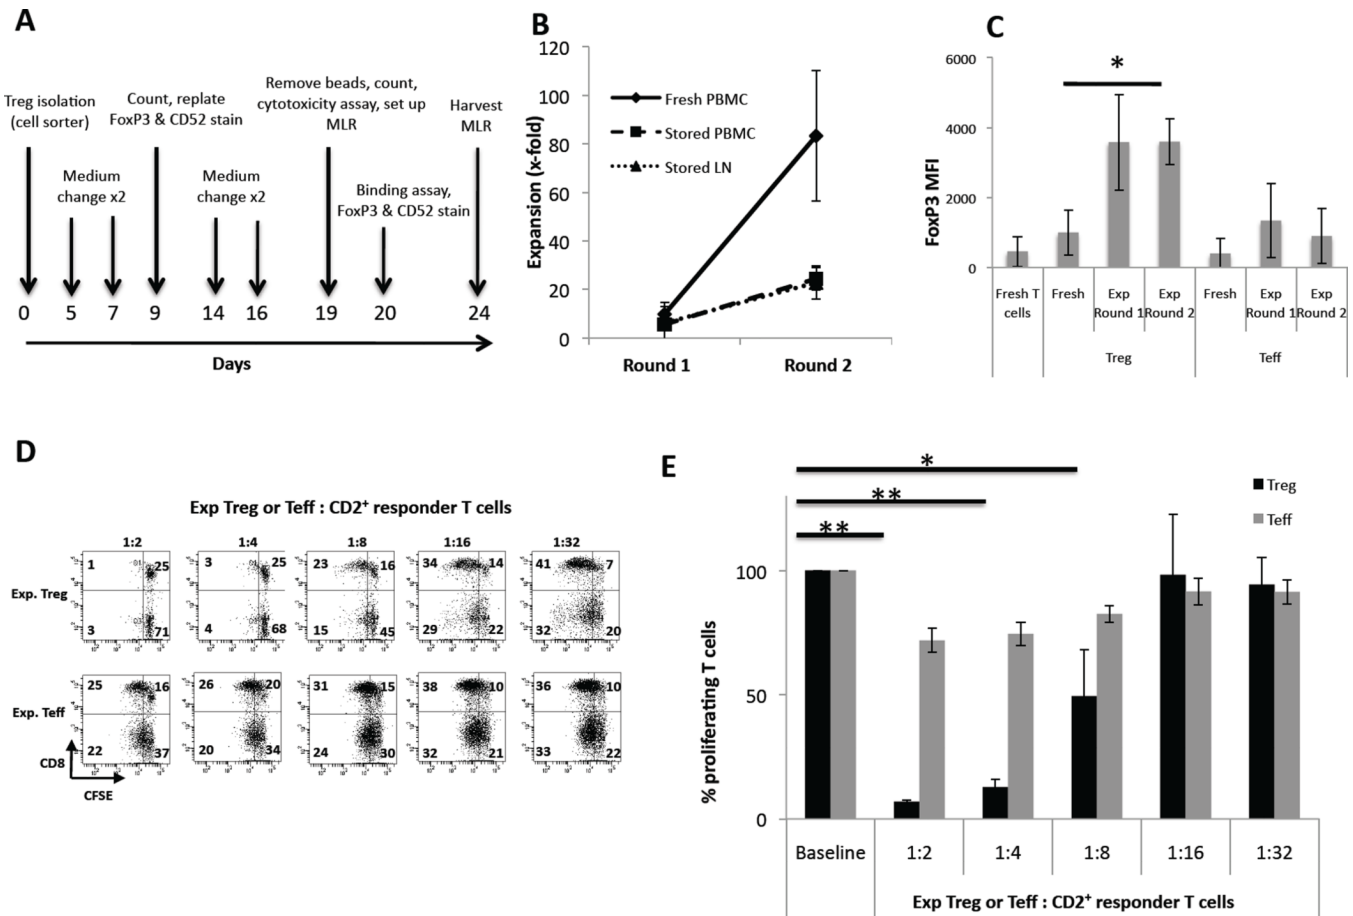 A
Treg isolation
(cell sorter)
Count, replate
FoxP3 & CD52 stain
Remove beads, count,
cytotoxicity assay, set up
MLR
Harvest
MLR
Medium
change x2
Medium
change x2
Binding assay,
FoxP3 & CD52 stain
0 5 7 9 14 16 19 20 24
Days
B
Expansion (x-fold)
120
100
80
60
40
20
0
Fresh PBMC
Stored PBMC
Stored LN
Round 1 Round 2
C
FoxP3 MFI
6000
4000
2000
0
*
Fresh T
cells
Fresh
Exp
Round 1
Exp
Round 2
Fresh
Exp
Round 1
Exp
Round 2
Treg Teff
D
Exp Treg or Teff : CD2+ responder T cells
1:2 1:4 1:8 1:16 1:32
Exp. Treg
1 25 3 25 23 16 34 14 41 7
3 71 4 68 15 45 29 22 32 20
Exp. Teff
25 16 26 20 31 15 38 10 36 10
22 37 20 34 24 30 32 21 33 22
CD8
CFSE
E
*
**
**
Treg
Teff
% proliferating T cells
100
50
0
Baseline 1:2 1:4 1:8 1:16 1:32
Exp Treg or Teff : CD2+ responder T cells